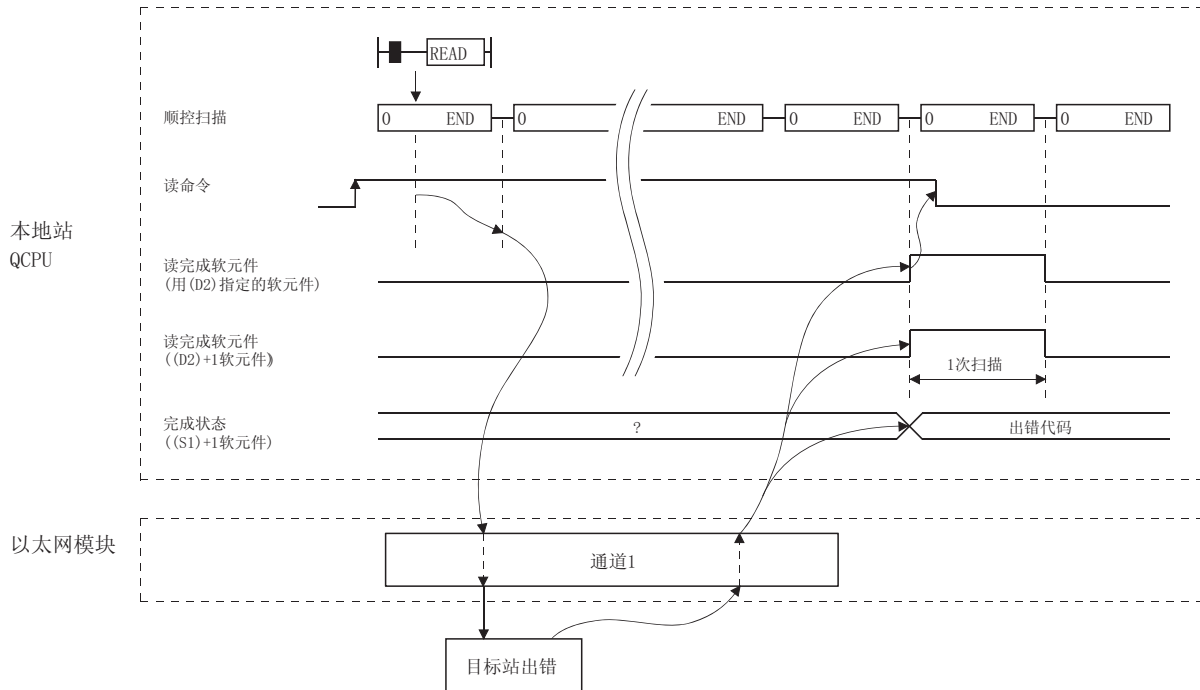 READ
顺控扫描
0 END 0 END 0 END 0 END 0 END
读命令
本地站
QCPU
读完成软元件
(用(D2)指定的软元件)
读完成软元件
((D2)+1软元件)
1次扫描
完成状态
((S1)+1软元件)
?
出错代码
以太网模块
通道1
目标站出错